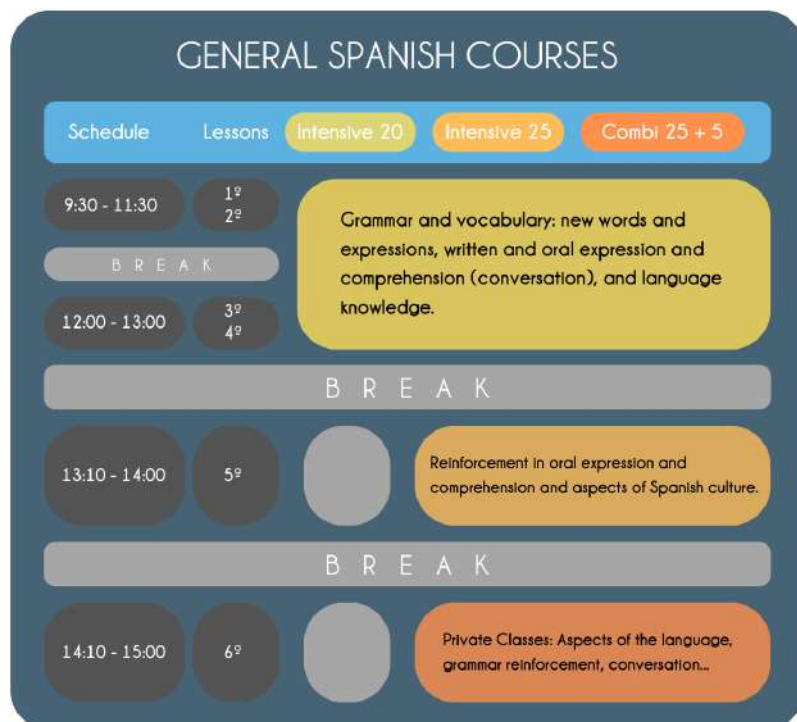 GENERAL SPANISH COURSES
Schedule Lessons Intensive 20 Intensive 25 Combi 25 + 5
9:30 - 11:30
1º
2º
Grammar and vocabulary: new words and
expressions, written and oral expression and
comprehension (conversation), and language
knowledge.
BREAK
12:00 - 13:00
3º
4º
BREAK
13:10 - 14:00
5º
Reinforcement in oral expression and
comprehension and aspects of Spanish culture.
BREAK
14:10 - 15:00
6º
Private Classes: Aspects of the language,
grammar reinforcement, conversation...